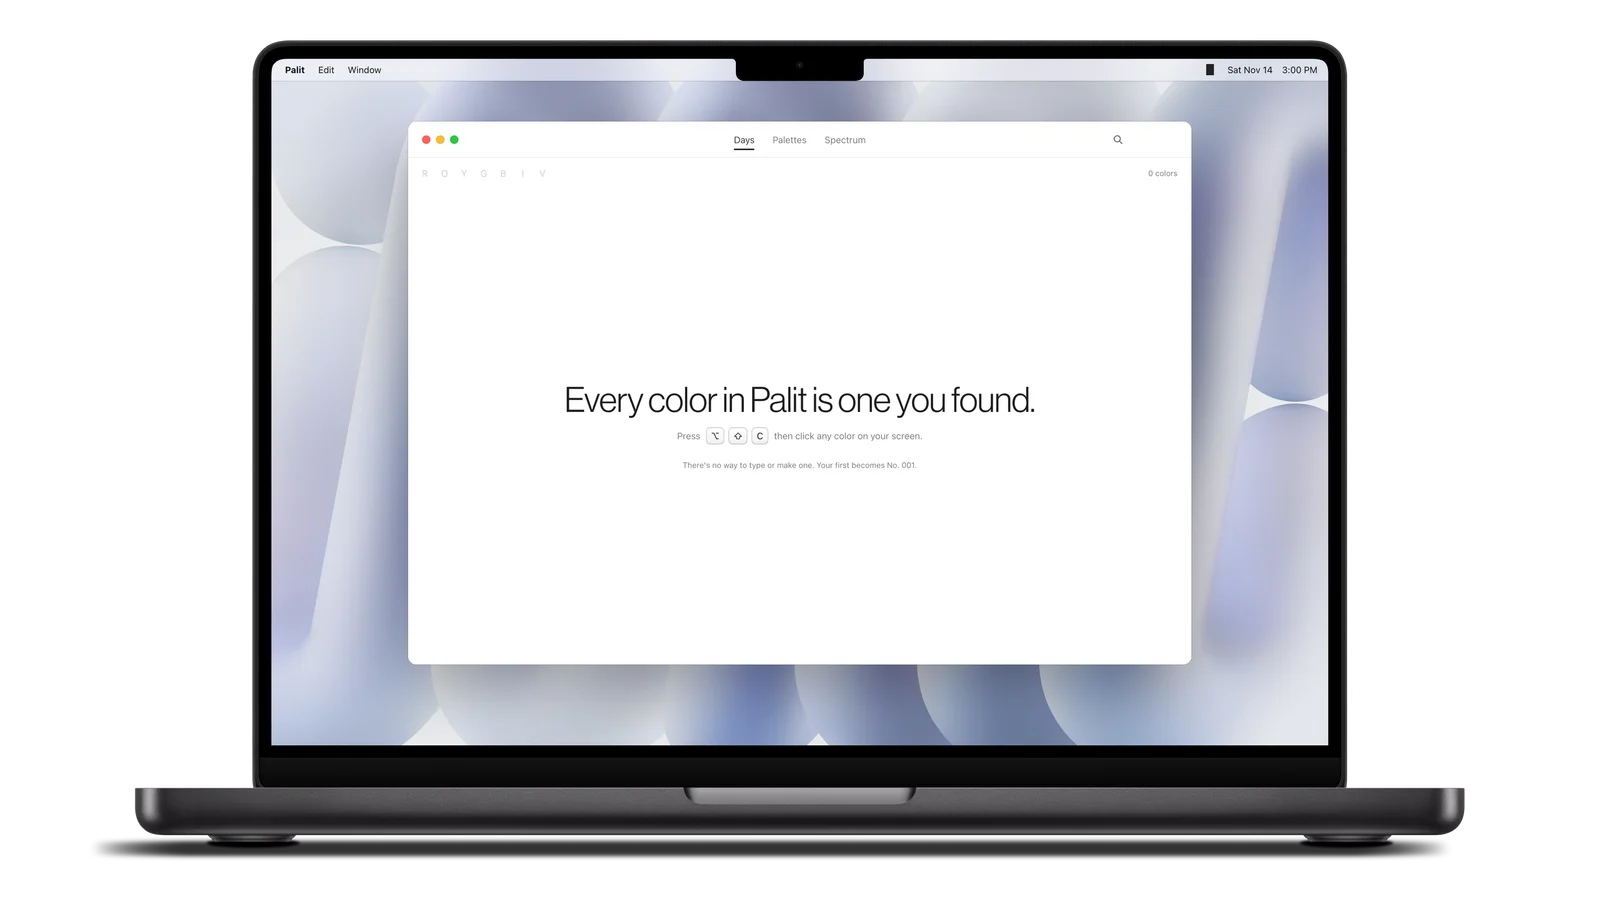 Palit Edit Window Sat Nov 14 3:00 PM
Days Palettes Spectrum
R O Y G B I V 0 colors
Every color in Palit is one you found.
Press ⌥ ⇧ C then click any color on your screen.
There's no way to type or make one. Your first becomes No. 001.